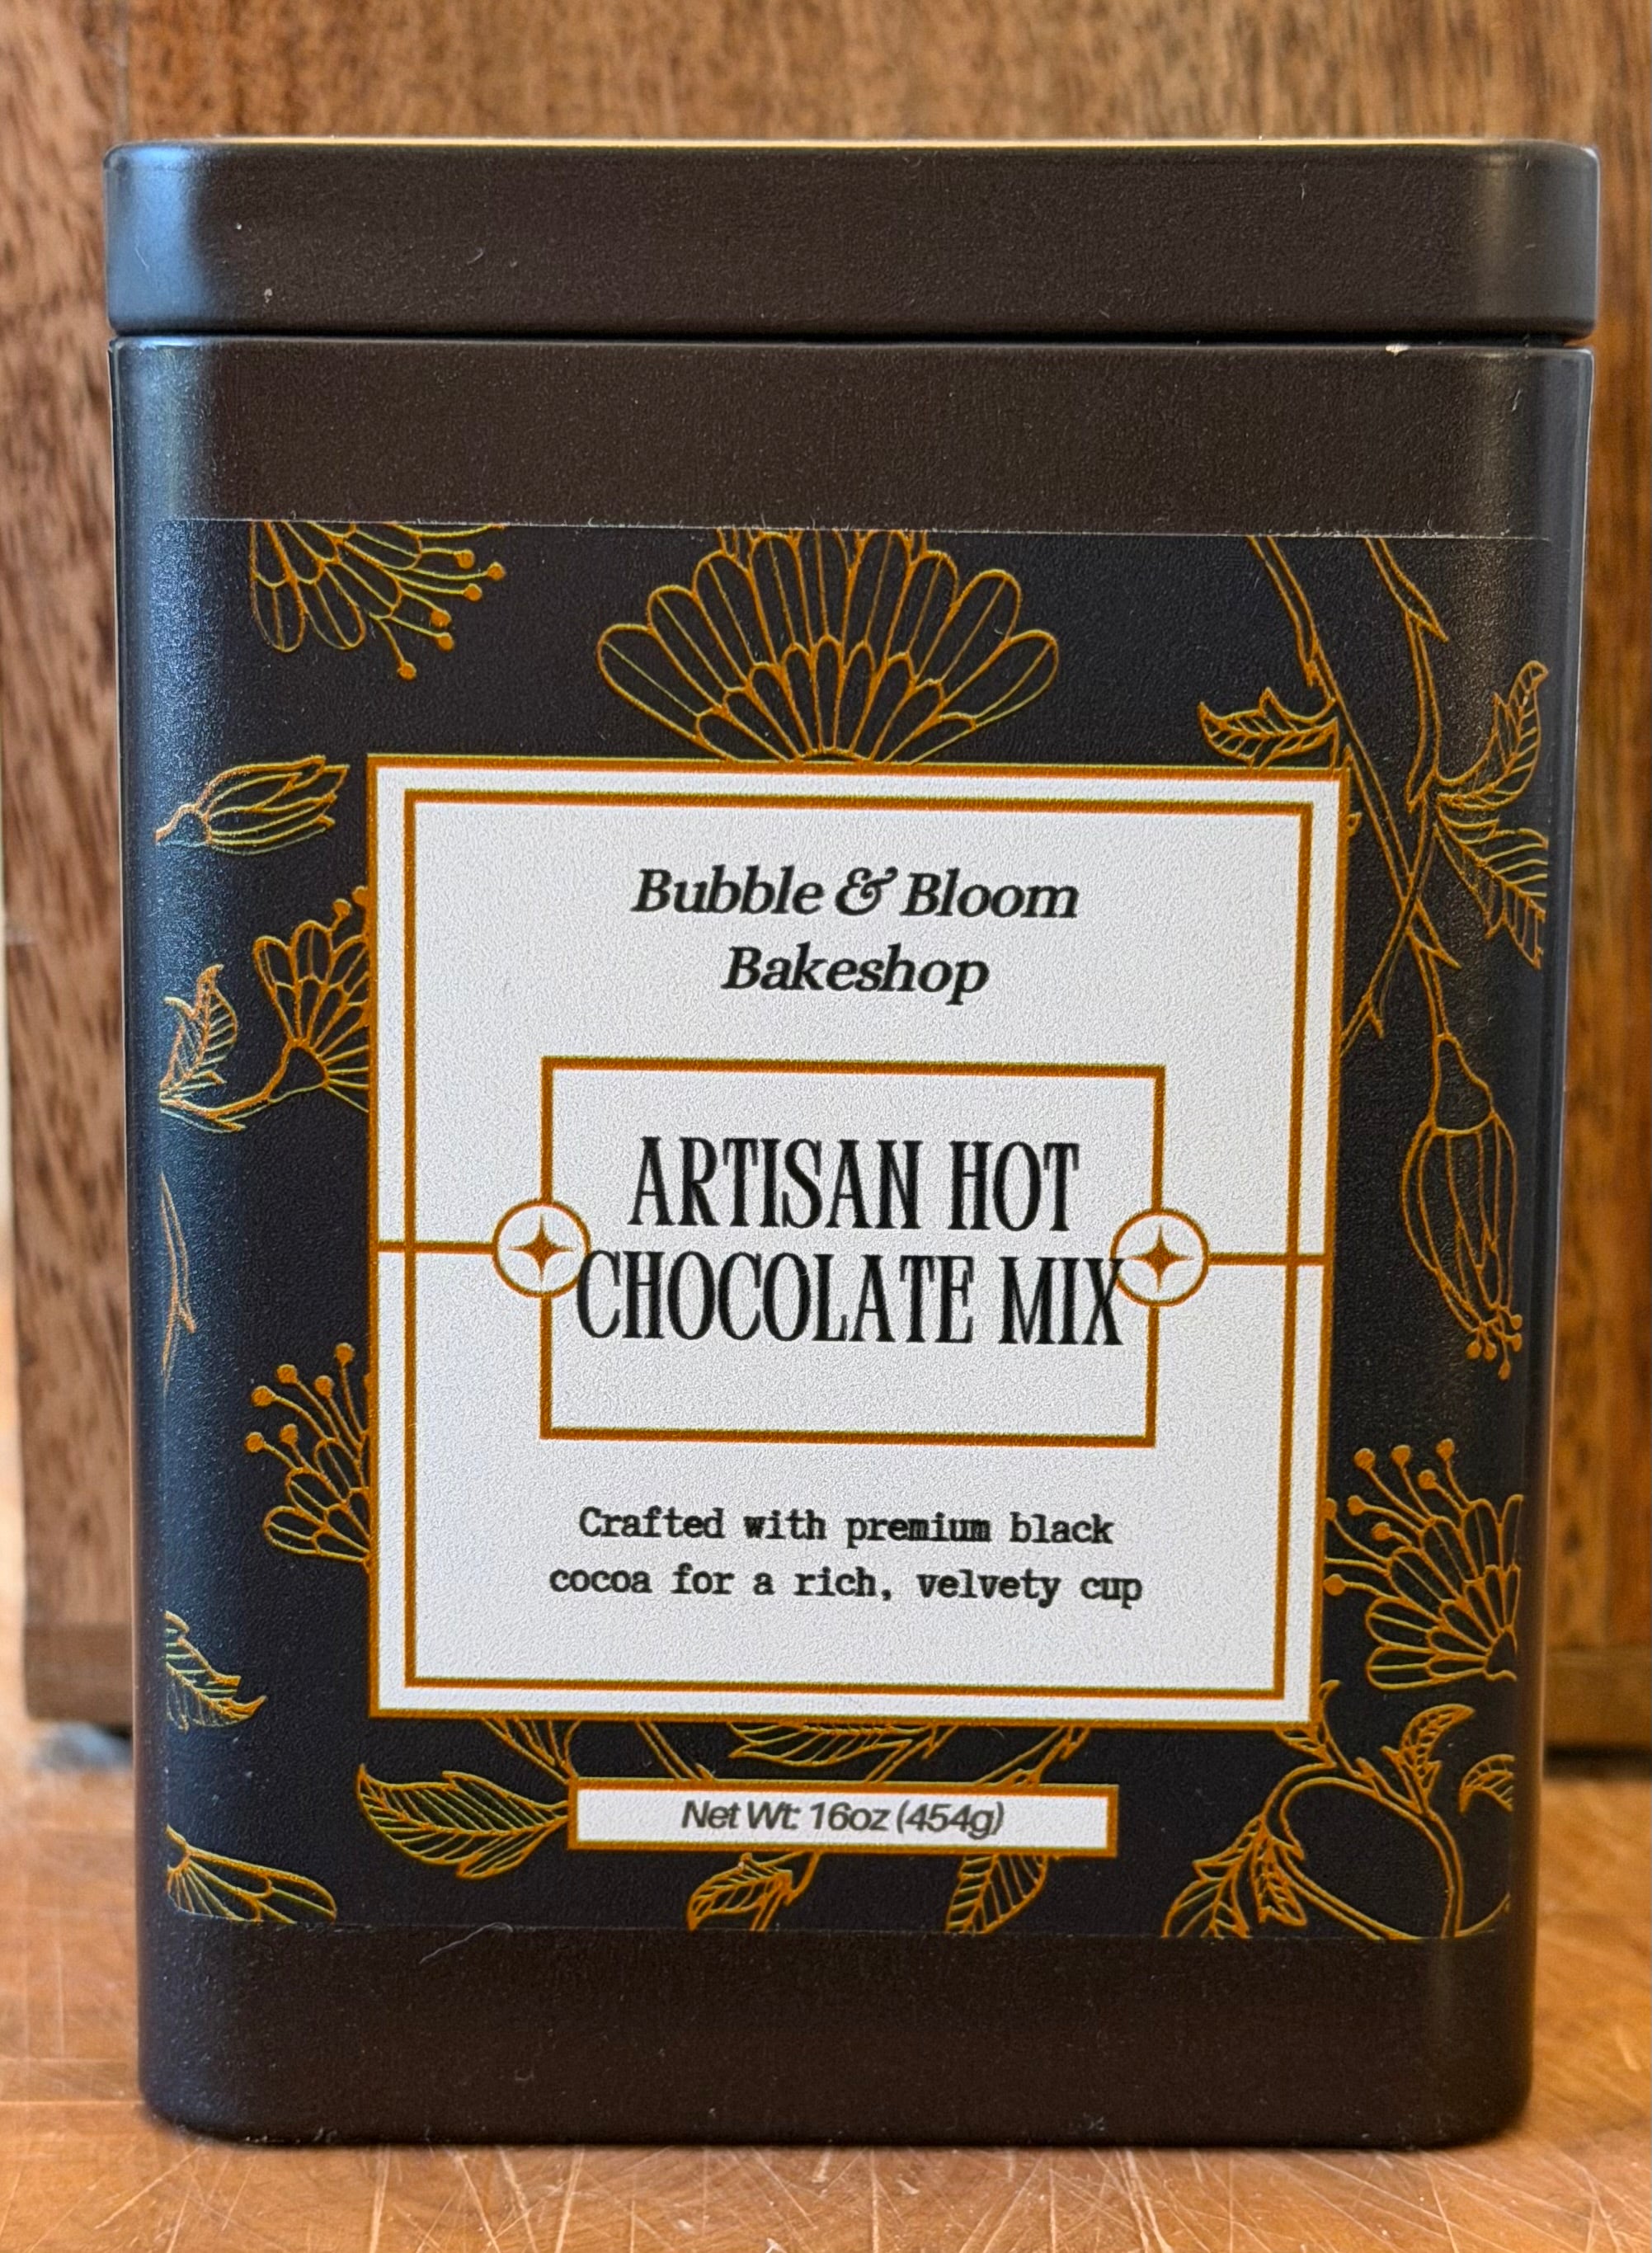 Bubble & Bloom
Bakeshop
ARTISAN HOT
CHOCOLATE MIX
Crafted with premium black
cocoa for a rich, velvety cup
Net Wt: 16oz (454g)